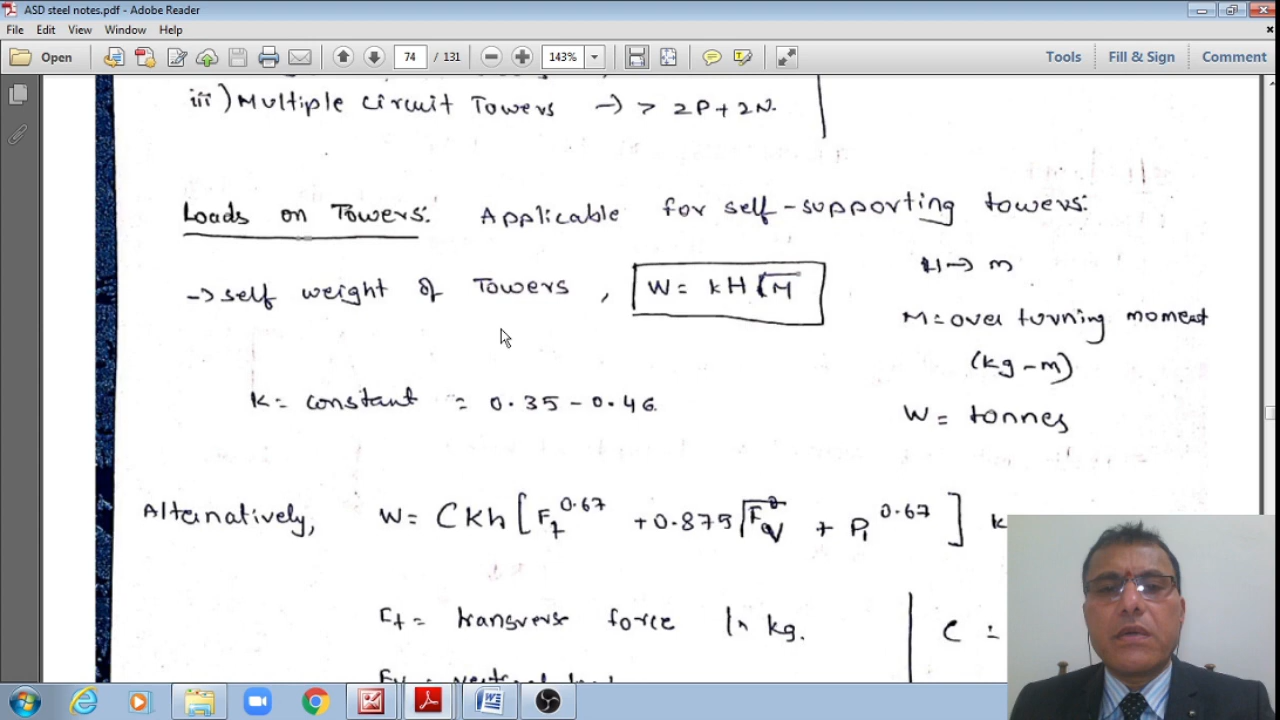 ASD steel notes.pdf - Adobe Reader
File Edit View Window Help
Open 74 / 131 143% Tools Fill & Sign Comment
iii) Multiple circuit Towers -> > 2P+2N.
Loads on Towers: Applicable for self-supporting towers:
-> self weight of Towers, W = kH√M
H -> m
M = over turning moment
(kg-m)
k = constant = 0.35 - 0.46.
W = tonnes
Alternatively, W = Ckh [Ft^0.67 + 0.879√Fv + P1^0.67] k
Ft = transverse force In kg.
C =